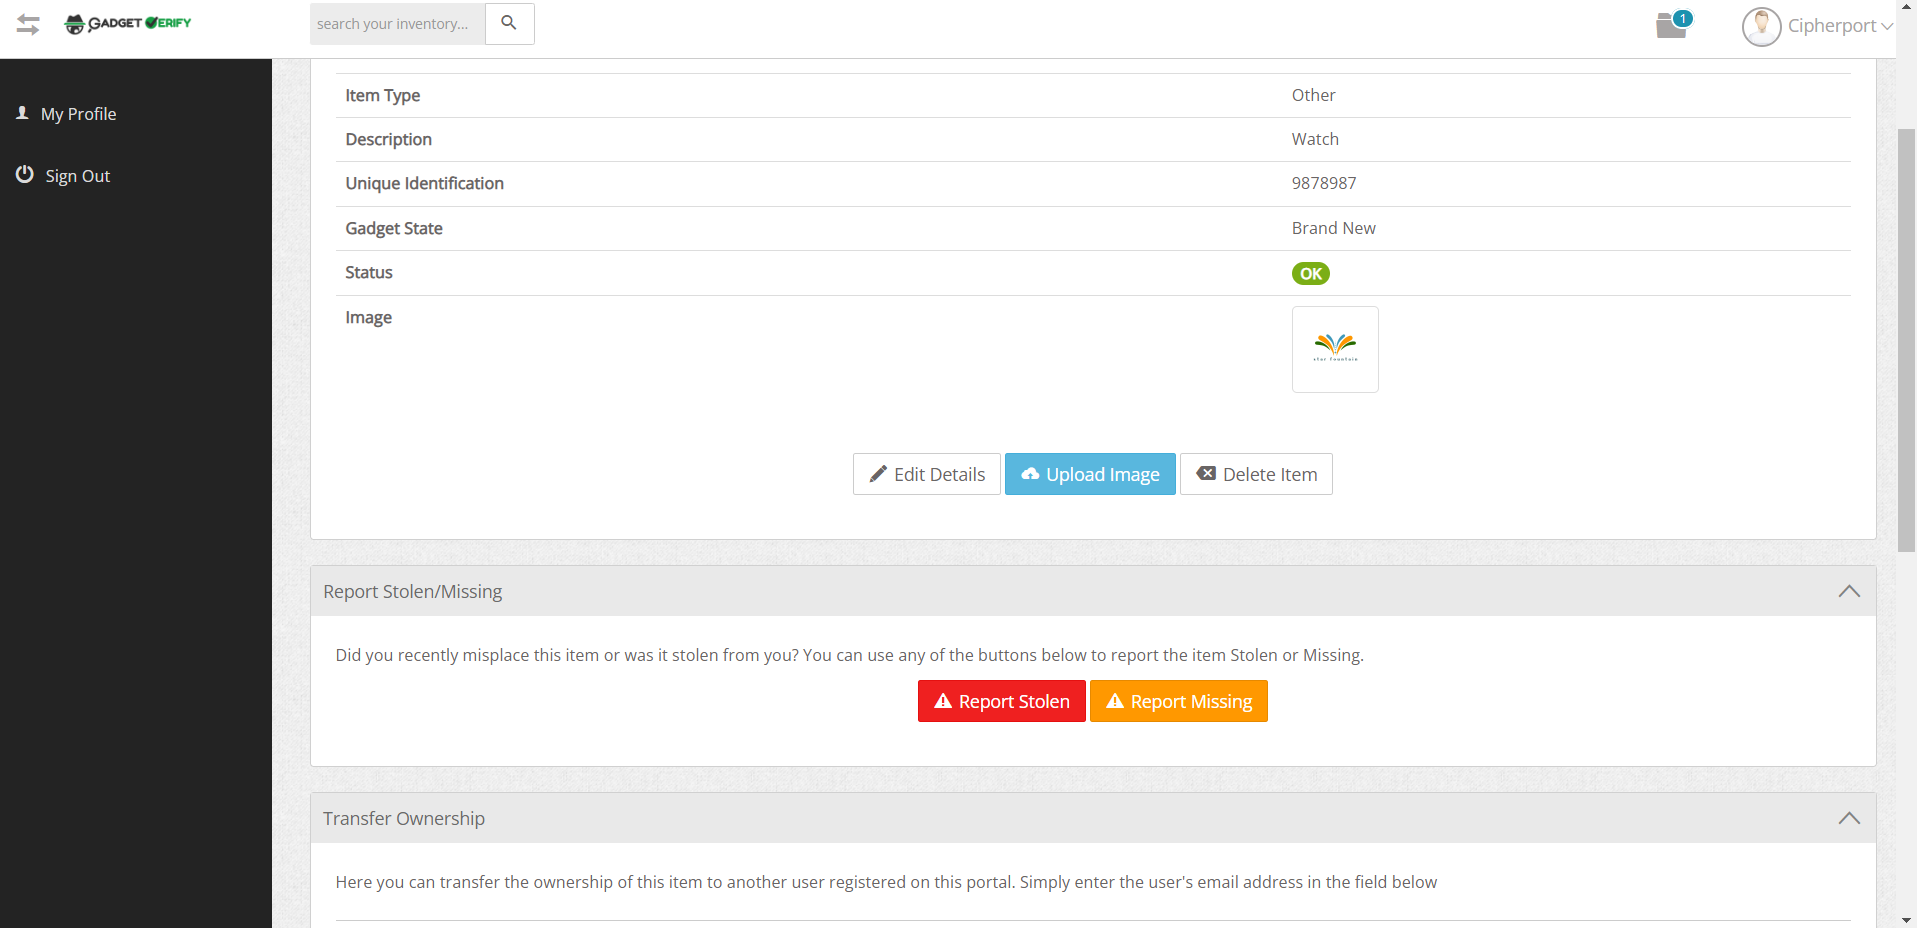 GADGET VERIFY
search your inventory...
1
Cipherport
My Profile
Sign Out
Item Type Other
Description Watch
Unique Identification 9878987
Gadget State Brand New
Status OK
Image
star fountain
Edit Details Upload Image Delete Item
Report Stolen/Missing
Did you recently misplace this item or was it stolen from you? You can use any of the buttons below to report the item Stolen or Missing.
Report Stolen Report Missing
Transfer Ownership
Here you can transfer the ownership of this item to another user registered on this portal. Simply enter the user's email address in the field below